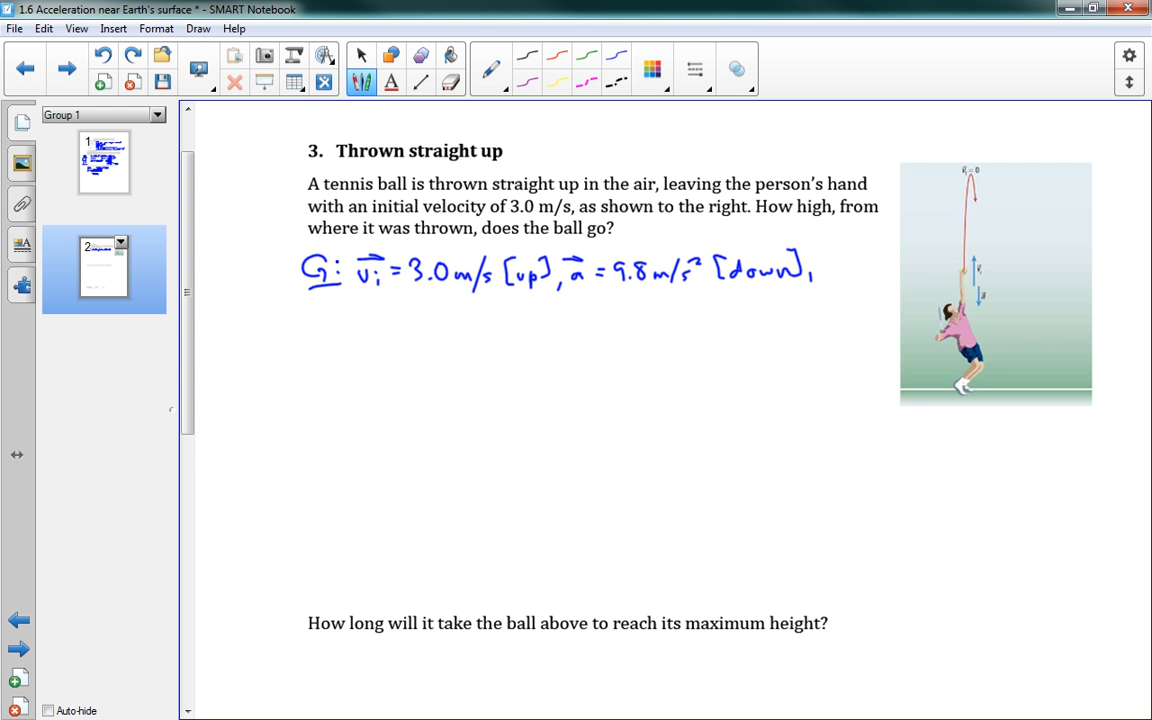 1.6 Acceleration near Earth's surface * - SMART Notebook
File Edit View Insert Format Draw Help
Group 1
1
2
3. Thrown straight up
A tennis ball is thrown straight up in the air, leaving the person's hand
with an initial velocity of 3.0 m/s, as shown to the right. How high, from
where it was thrown, does the ball go?
G: v⃗i = 3.0 m/s [up], a⃗ = 9.8 m/s² [down],
v⃗f = 0
How long will it take the ball above to reach its maximum height?
Auto-hide